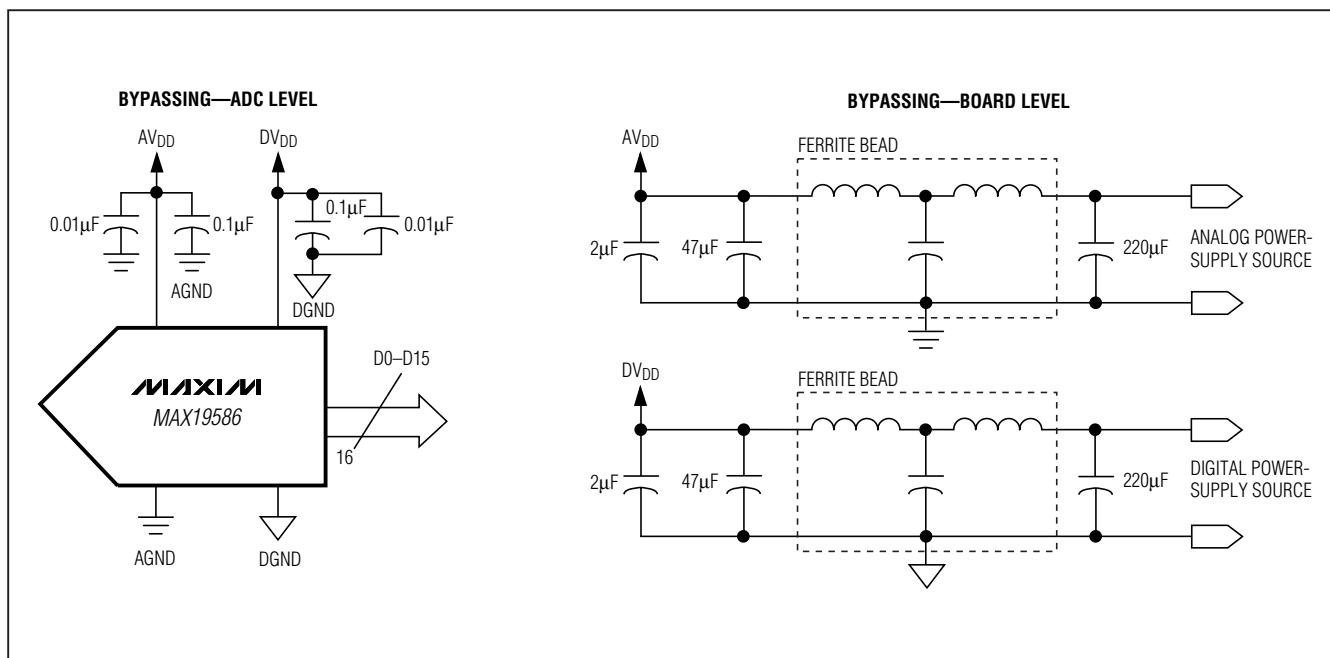 BYPASSING—ADC LEVEL
AVDD
DVDD
0.01μF
0.1μF
0.1μF
0.01μF
AGND
DGND
MAXIM
MAX19586
D0–D15
16
AGND
DGND
BYPASSING—BOARD LEVEL
AVDD
FERRITE BEAD
2μF
47μF
220μF
ANALOG POWER-
SUPPLY SOURCE
DVDD
FERRITE BEAD
2μF
47μF
220μF
DIGITAL POWER-
SUPPLY SOURCE